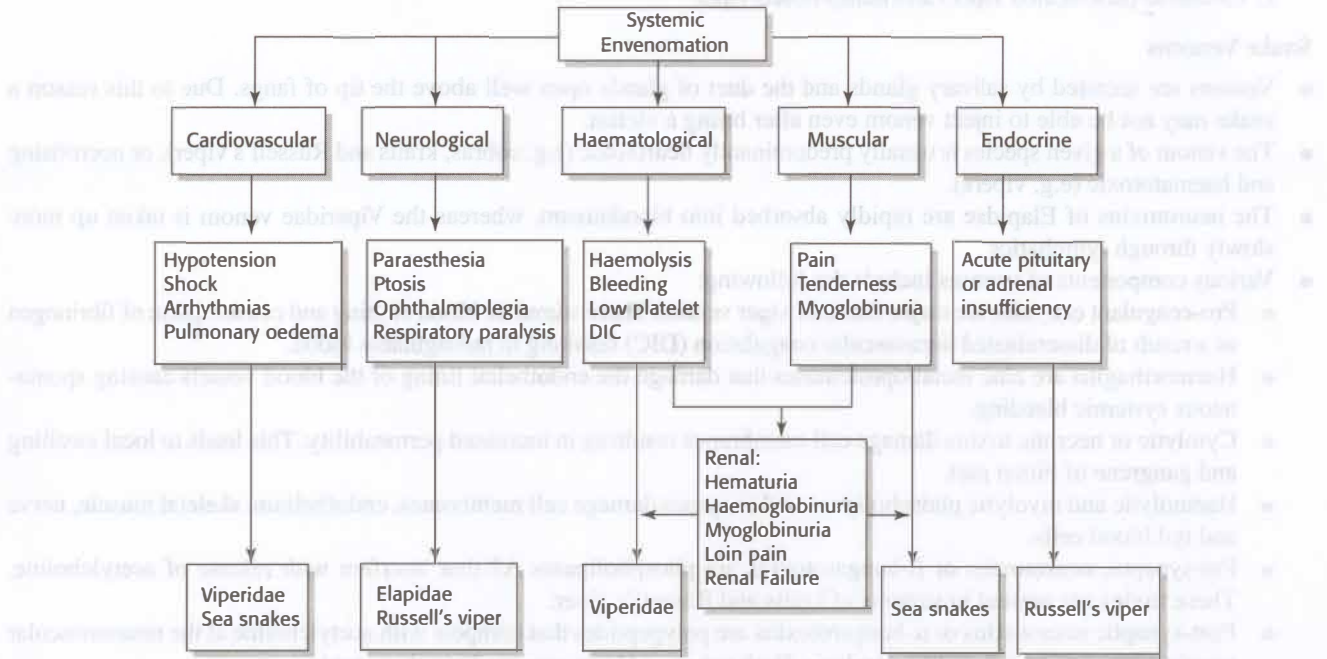 Systemic
Envenomation
Cardiovascular
Neurological
Haematological
Muscular
Endocrine
Hypotension
Shock
Arrhythmias
Pulmonary oedema
Paraesthesia
Ptosis
Ophthalmoplegia
Respiratory paralysis
Haemolysis
Bleeding
Low platelet
DIC
Pain
Tenderness
Myoglobinuria
Acute pituitary
or adrenal
insufficiency
Renal:
Hematuria
Haemoglobinuria
Myoglobinuria
Loin pain
Renal Failure
Viperidae
Sea snakes
Elapidae
Russell's viper
Viperidae
Sea snakes
Russell's viper